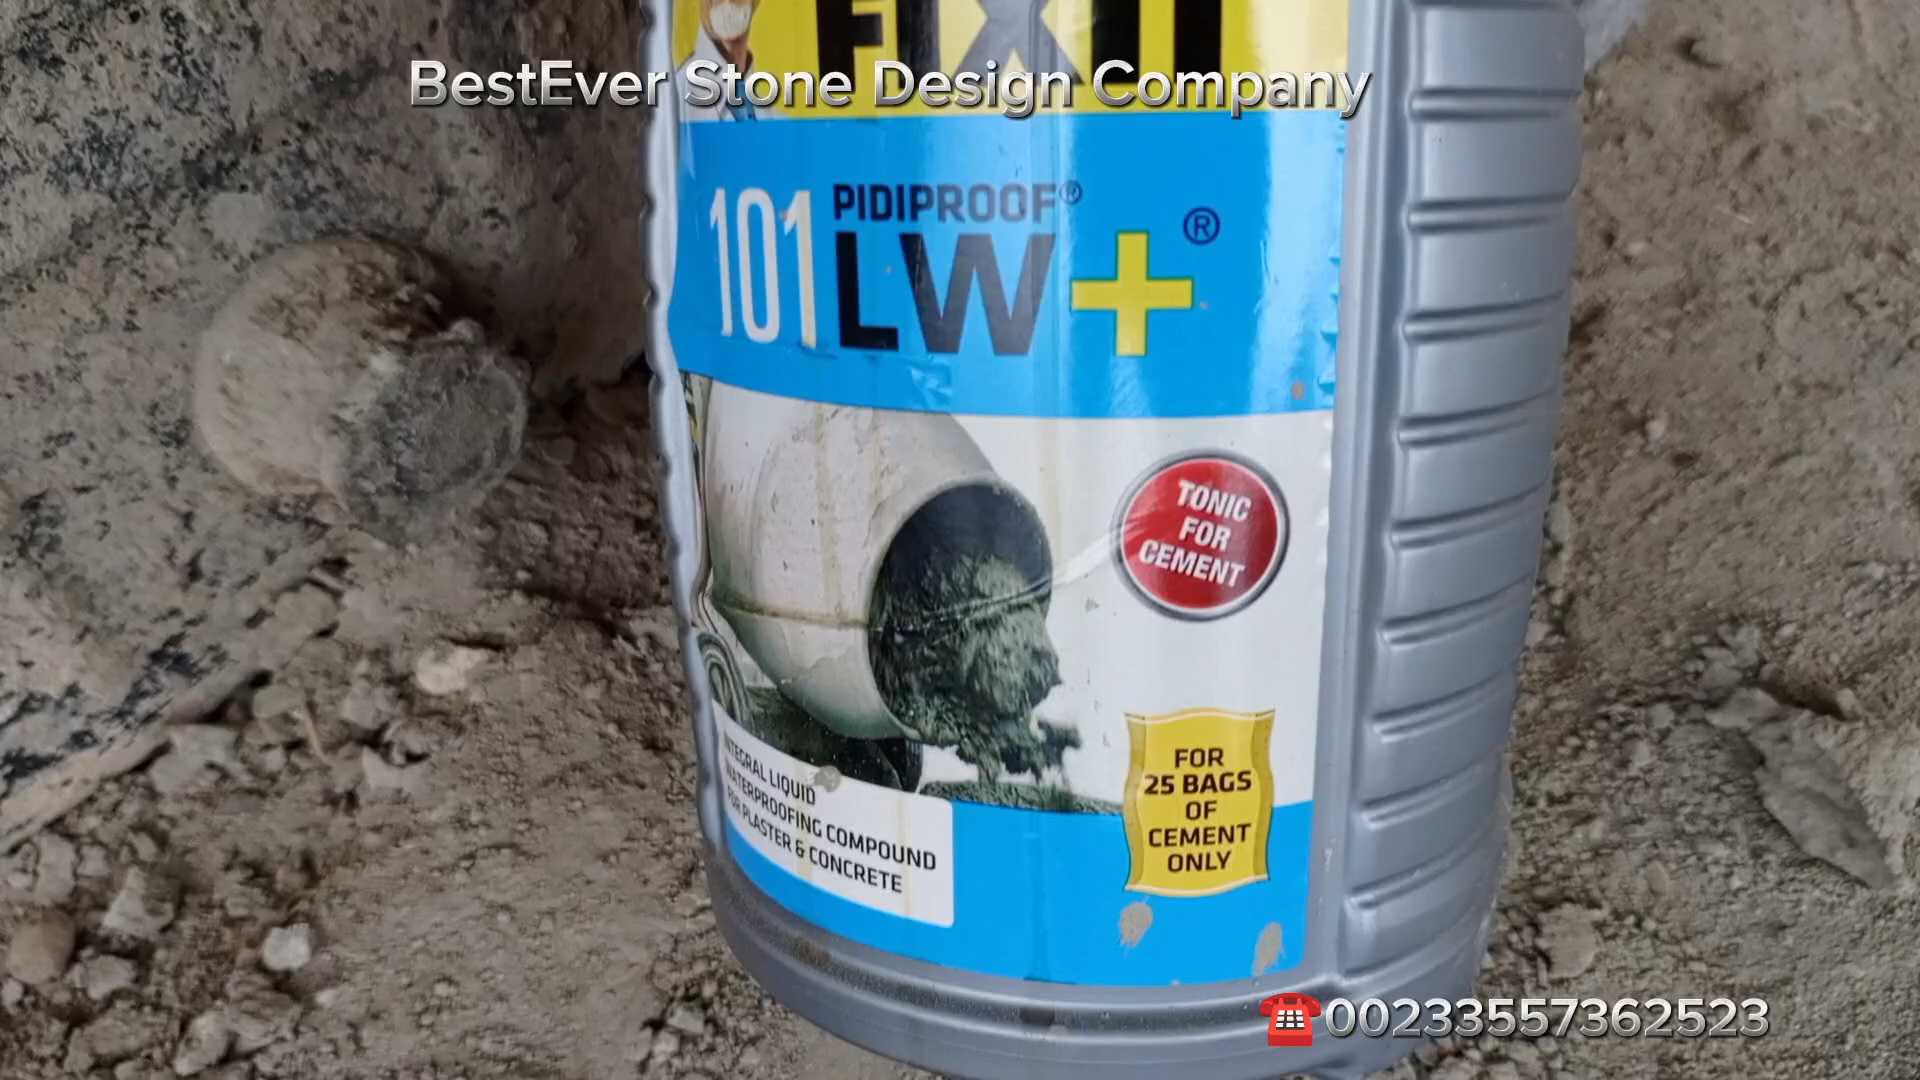 FIXIT
BestEver Stone Design Company
101 PIDIPROOF®
LW+®
TONIC
FOR
CEMENT
FOR
25 BAGS
OF
CEMENT
ONLY
INTEGRAL LIQUID
WATERPROOFING COMPOUND
FOR PLASTER & CONCRETE
☎️00233557362523